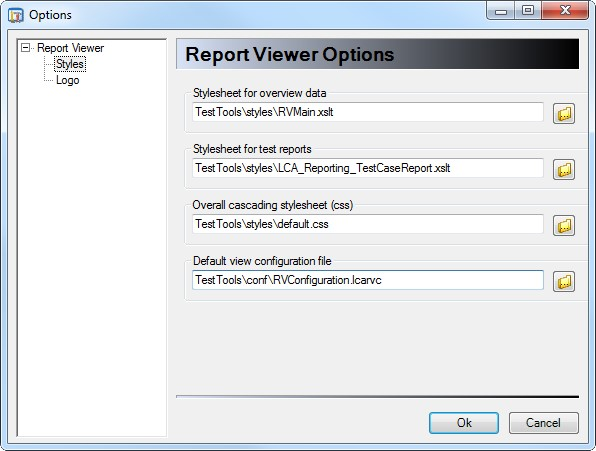 Options
Report Viewer
Styles
Logo
Report Viewer Options
Stylesheet for overview data
TestTools\styles\RVMain.xslt
Stylesheet for test reports
TestTools\styles\LCA_Reporting_TestCaseReport.xslt
Overall cascading stylesheet (css)
TestTools\styles\default.css
Default view configuration file
TestTools\conf\RVConfiguration.lcarvc
Ok
Cancel